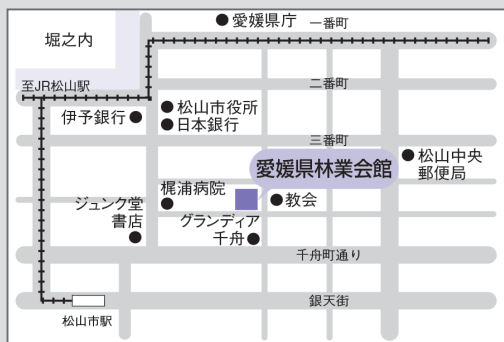 愛媛県庁
一番町
堀之内
至JR松山駅
二番町
伊予銀行
松山市役所
日本銀行
三番町
松山中央
郵便局
愛媛県林業会館
梶浦病院
教会
ジュンク堂
書店
グランディア
千舟
千舟町通り
銀天街
松山市駅